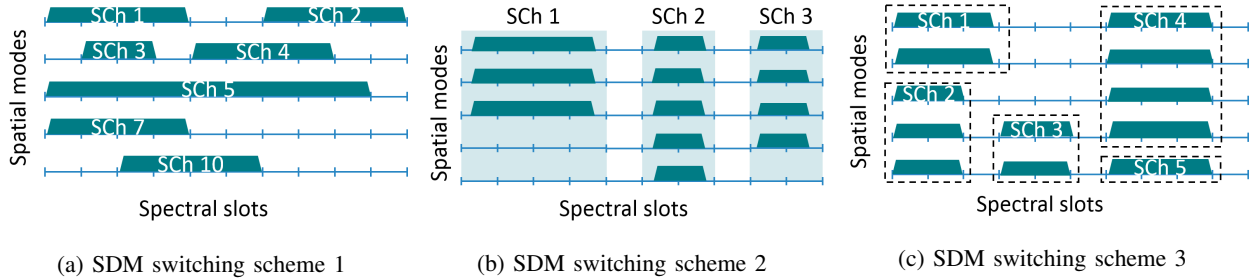 SCh 1
SCh 2
SCh 3
SCh 4
SCh 5
SCh 7
SCh 10
Spatial modes
Spectral slots
(a) SDM switching scheme 1
SCh 1
SCh 2
SCh 3
Spatial modes
Spectral slots
(b) SDM switching scheme 2
SCh 1
SCh 4
SCh 2
SCh 3
SCh 5
Spatial modes
Spectral slots
(c) SDM switching scheme 3